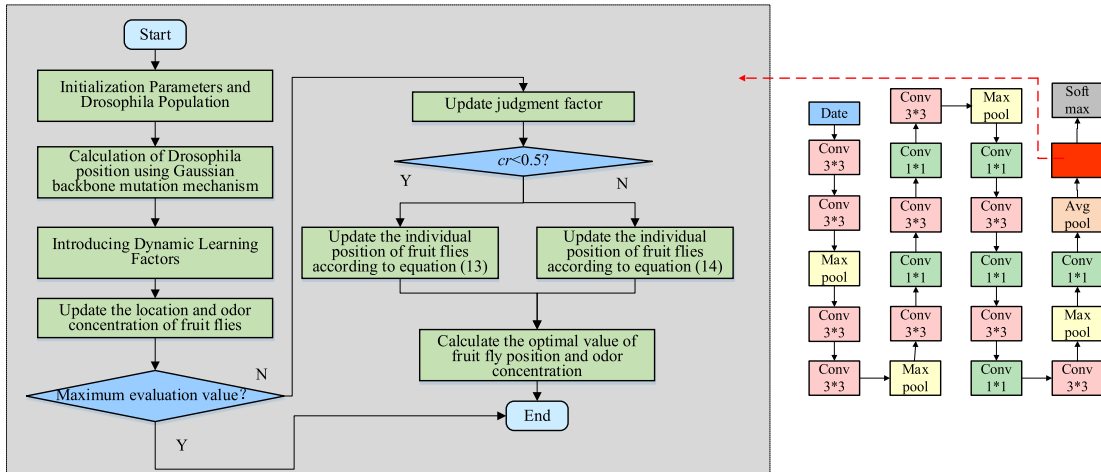 Start
Initialization Parameters and
Drosophila Population
Calculation of Drosophila
position using Gaussian
backbone mutation mechanism
Introducing Dynamic Learning
Factors
Update the location and odor
concentration of fruit flies
Maximum evaluation value?
N
Y
Update judgment factor
cr<0.5?
Y
N
Update the individual
position of fruit flies
according to equation (13)
Update the individual
position of fruit flies
according to equation (14)
Calculate the optimal value of
fruit fly position and odor
concentration
End
Date
Conv
3*3
Conv
3*3
Max
pool
Conv
3*3
Conv
3*3
Max
pool
Conv
3*3
Conv
1*1
Conv
3*3
Conv
1*1
Conv
3*3
Max
pool
Conv
1*1
Conv
3*3
Conv
1*1
Conv
3*3
Conv
1*1
Conv
3*3
Max
pool
Conv
1*1
Avg
pool
Soft
max